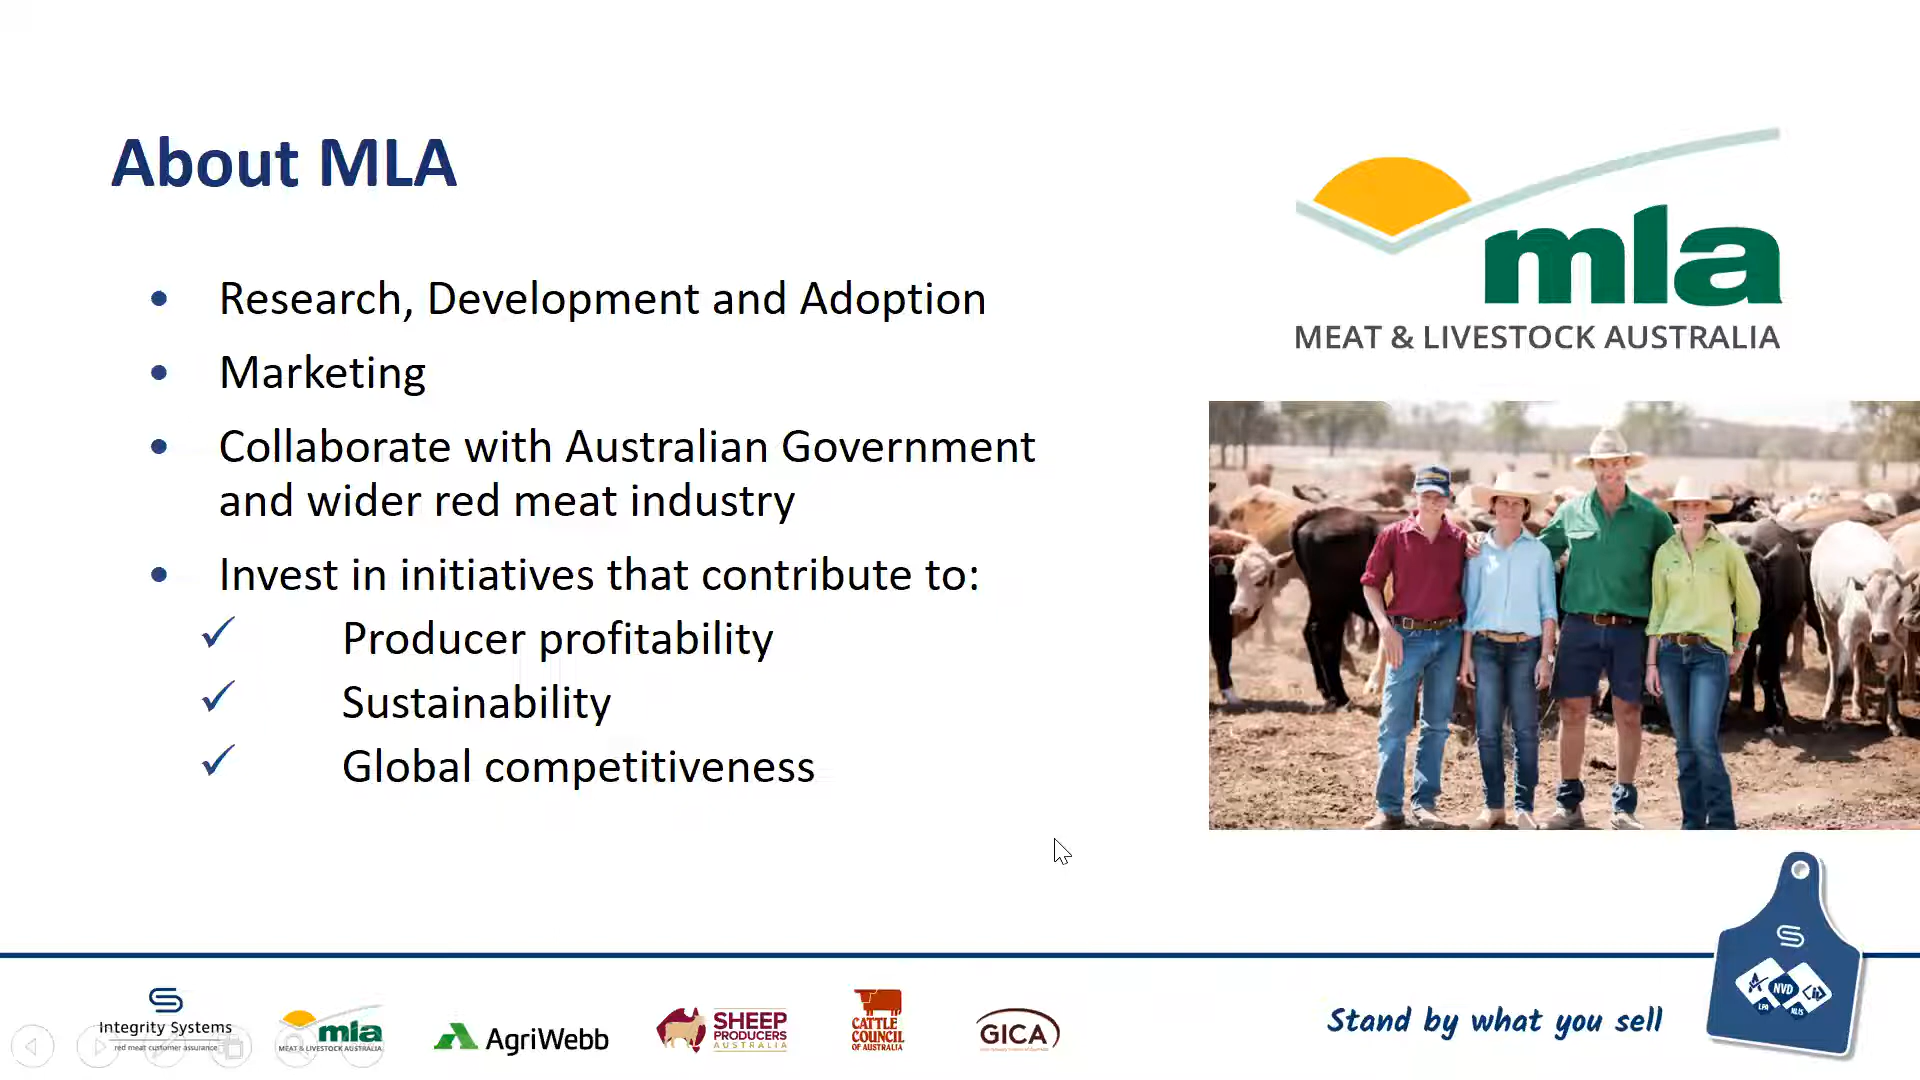 About MLA
mla
MEAT & LIVESTOCK AUSTRALIA
• Research, Development and Adoption
• Marketing
• Collaborate with Australian Government
and wider red meat industry
• Invest in initiatives that contribute to:
✓ Producer profitability
✓ Sustainability
✓ Global competitiveness
Integrity Systems
red meat customer assurance
mla
MEAT & LIVESTOCK AUSTRALIA
AgriWebb
SHEEP
PRODUCERS
AUSTRALIA
CATTLE
COUNCIL
OF AUSTRALIA
GICA
Stand by what you sell
LPA
NVD
NLIS